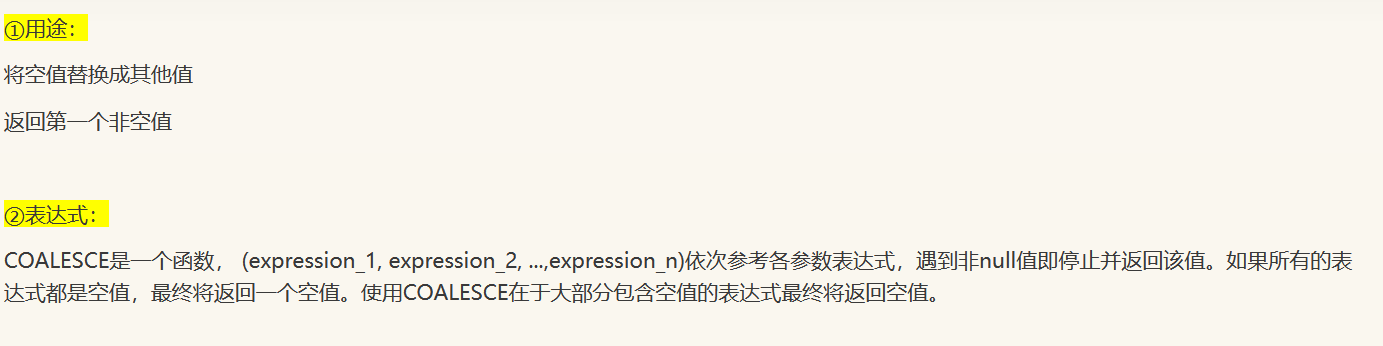 ①用途：
将空值替换成其他值
返回第一个非空值
②表达式：
COALESCE是一个函数， (expression_1, expression_2, ...,expression_n)依次参考各参数表达式，遇到非null值即停止并返回该值。如果所有的表
达式都是空值，最终将返回一个空值。使用COALESCE在于大部分包含空值的表达式最终将返回空值。